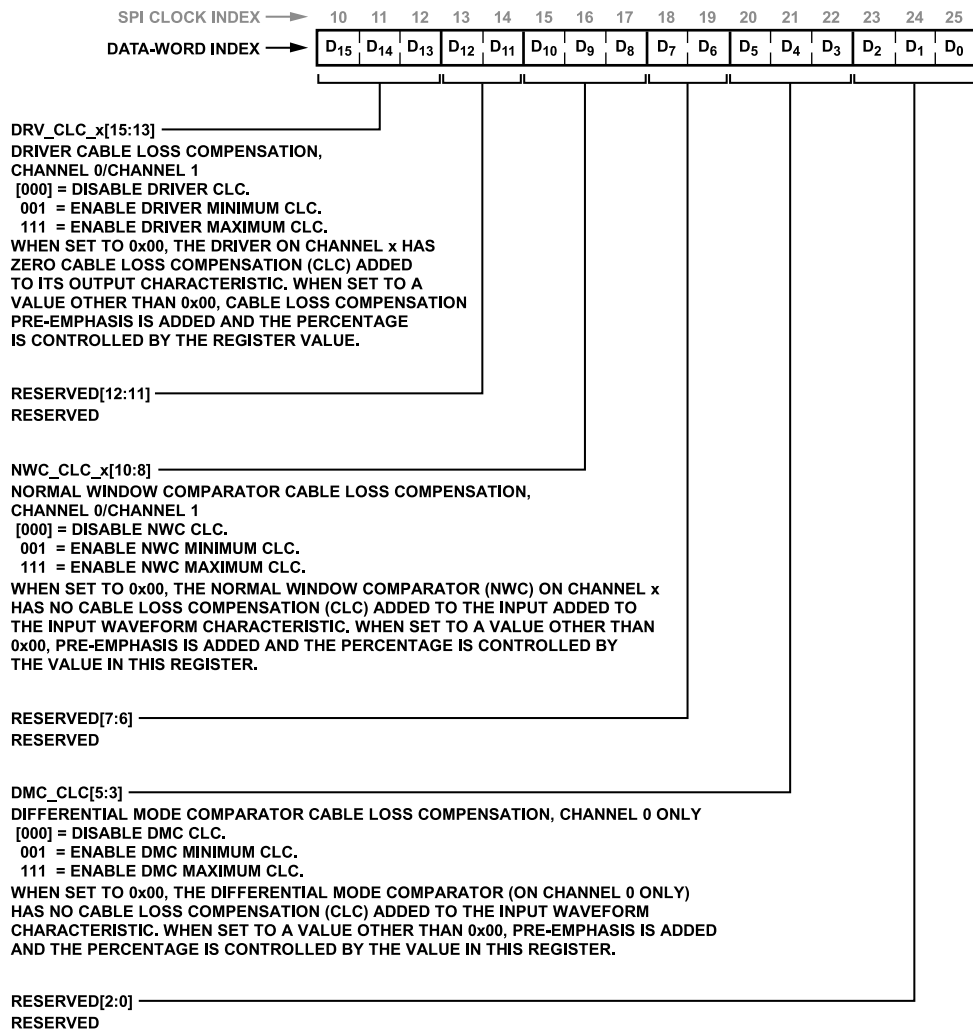 SPI CLOCK INDEX 10 11 12 13 14 15 16 17 18 19 20 21 22 23 24 25
DATA-WORD INDEX D15 D14 D13 D12 D11 D10 D9 D8 D7 D6 D5 D4 D3 D2 D1 D0
DRV_CLC_x[15:13]
DRIVER CABLE LOSS COMPENSATION,
CHANNEL 0/CHANNEL 1
[000] = DISABLE DRIVER CLC.
001 = ENABLE DRIVER MINIMUM CLC.
111 = ENABLE DRIVER MAXIMUM CLC.
WHEN SET TO 0x00, THE DRIVER ON CHANNEL x HAS
ZERO CABLE LOSS COMPENSATION (CLC) ADDED
TO ITS OUTPUT CHARACTERISTIC. WHEN SET TO A
VALUE OTHER THAN 0x00, CABLE LOSS COMPENSATION
PRE-EMPHASIS IS ADDED AND THE PERCENTAGE
IS CONTROLLED BY THE REGISTER VALUE.
RESERVED[12:11]
RESERVED
NWC_CLC_x[10:8]
NORMAL WINDOW COMPARATOR CABLE LOSS COMPENSATION,
CHANNEL 0/CHANNEL 1
[000] = DISABLE NWC CLC.
001 = ENABLE NWC MINIMUM CLC.
111 = ENABLE NWC MAXIMUM CLC.
WHEN SET TO 0x00, THE NORMAL WINDOW COMPARATOR (NWC) ON CHANNEL x
HAS NO CABLE LOSS COMPENSATION (CLC) ADDED TO THE INPUT ADDED TO
THE INPUT WAVEFORM CHARACTERISTIC. WHEN SET TO A VALUE OTHER THAN
0x00, PRE-EMPHASIS IS ADDED AND THE PERCENTAGE IS CONTROLLED BY
THE VALUE IN THIS REGISTER.
RESERVED[7:6]
RESERVED
DMC_CLC[5:3]
DIFFERENTIAL MODE COMPARATOR CABLE LOSS COMPENSATION, CHANNEL 0 ONLY
[000] = DISABLE DMC CLC.
001 = ENABLE DMC MINIMUM CLC.
111 = ENABLE DMC MAXIMUM CLC.
WHEN SET TO 0x00, THE DIFFERENTIAL MODE COMPARATOR (ON CHANNEL 0 ONLY)
HAS NO CABLE LOSS COMPENSATION (CLC) ADDED TO THE INPUT WAVEFORM
CHARACTERISTIC. WHEN SET TO A VALUE OTHER THAN 0x00, PRE-EMPHASIS IS ADDED
AND THE PERCENTAGE IS CONTROLLED BY THE VALUE IN THIS REGISTER.
RESERVED[2:0]
RESERVED